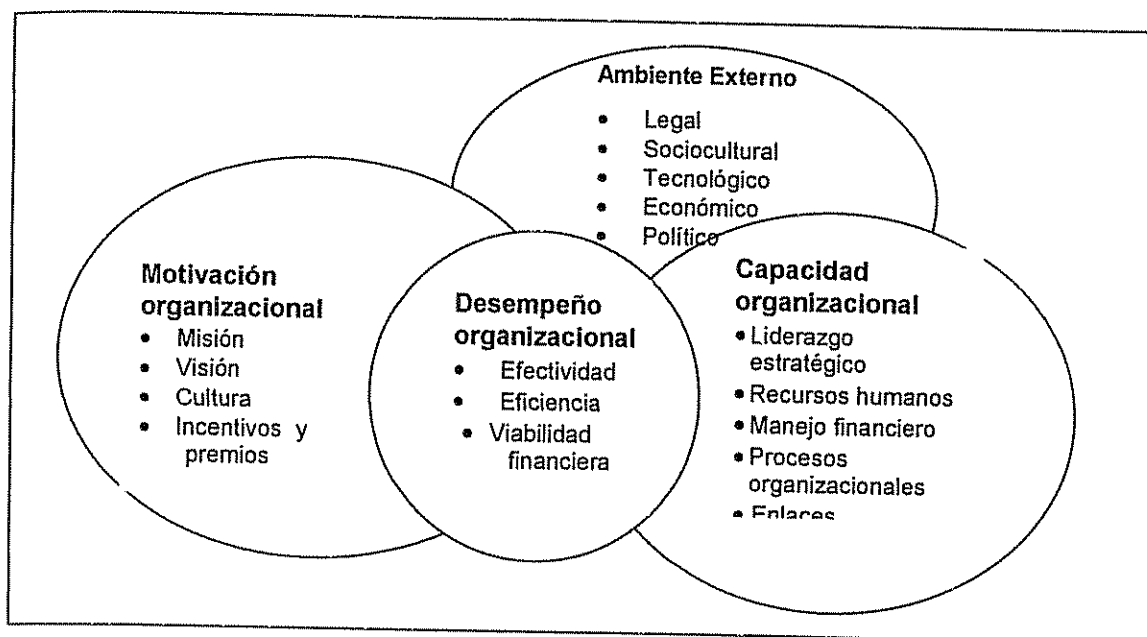 Ambiente Externo
• Legal
• Sociocultural
• Tecnológico
• Económico
• Político
Motivación
organizacional
• Misión
• Visión
• Cultura
• Incentivos y
premios
Desempeño
organizacional
• Efectividad
• Eficiencia
• Viabilidad
financiera
Capacidad
organizacional
• Liderazgo
estratégico
• Recursos humanos
• Manejo financiero
• Procesos
organizacionales
• Enlaces